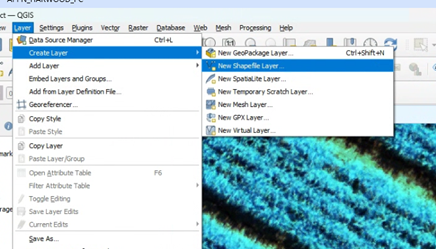 QGIS
Layer Settings Plugins Vector Raster Database Web Mesh Processing Help
Data Source Manager Ctrl+L
Create Layer
Add Layer
Embed Layers and Groups...
Add from Layer Definition File...
Georeferencer...
Copy Style
Paste Style
Copy Layer
Paste Layer/Group
Open Attribute Table F6
Filter Attribute Table
Toggle Editing
Save Layer Edits
Current Edits
Save As...
New GeoPackage Layer... Ctrl+Shift+N
New Shapefile Layer...
New SpatiaLite Layer...
New Temporary Scratch Layer...
New Mesh Layer...
New GPX Layer...
New Virtual Layer...